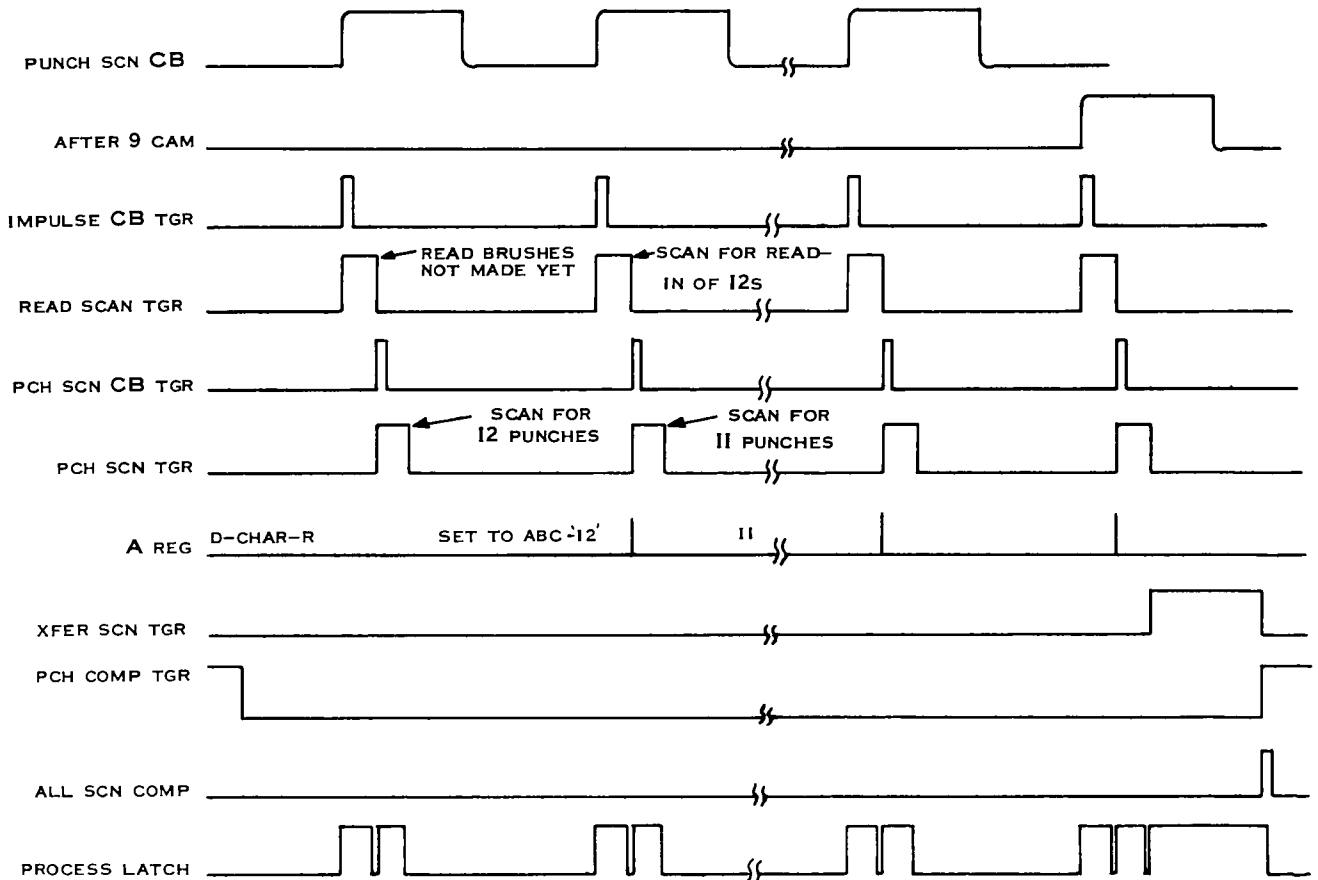 PUNCH SCN CB
AFTER 9 CAM
IMPULSE CB TGR
READ BRUSHES
NOT MADE YET
SCAN FOR READ-
IN OF 12S
READ SCAN TGR
PCH SCN CB TGR
SCAN FOR
12 PUNCHES
SCAN FOR
11 PUNCHES
PCH SCN TGR
A REG
D-CHAR-R
SET TO ABC-'12'
11
XFER SCN TGR
PCH COMP TGR
ALL SCN COMP
PROCESS LATCH